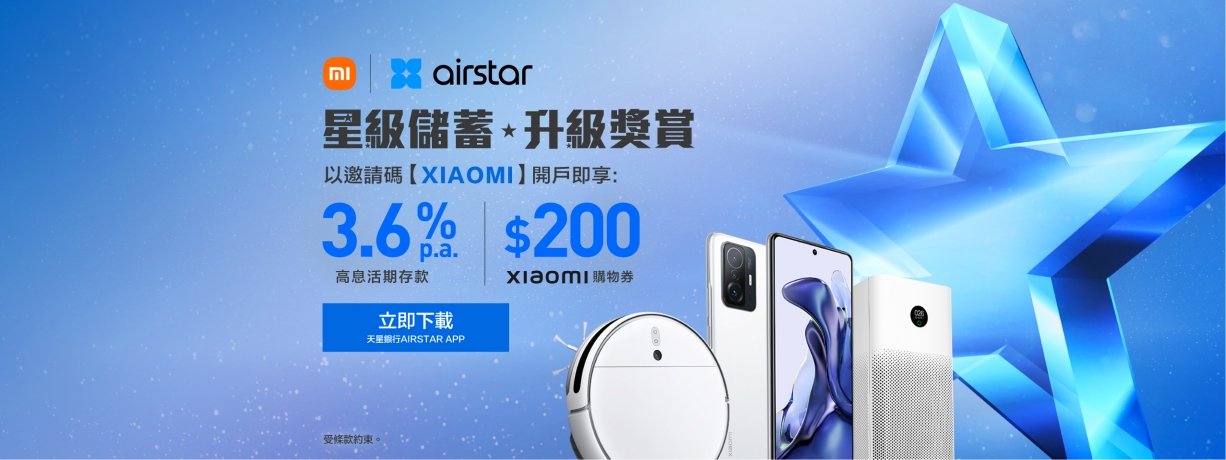 mi airstar
星級儲蓄★升級獎賞
以邀請碼【XIAOMI】開戶即享:
3.6% p.a. $200
高息活期存款 xiaomi 購物券
立即下載
天星銀行AIRSTAR APP
受條款約束。
026
xiaomi